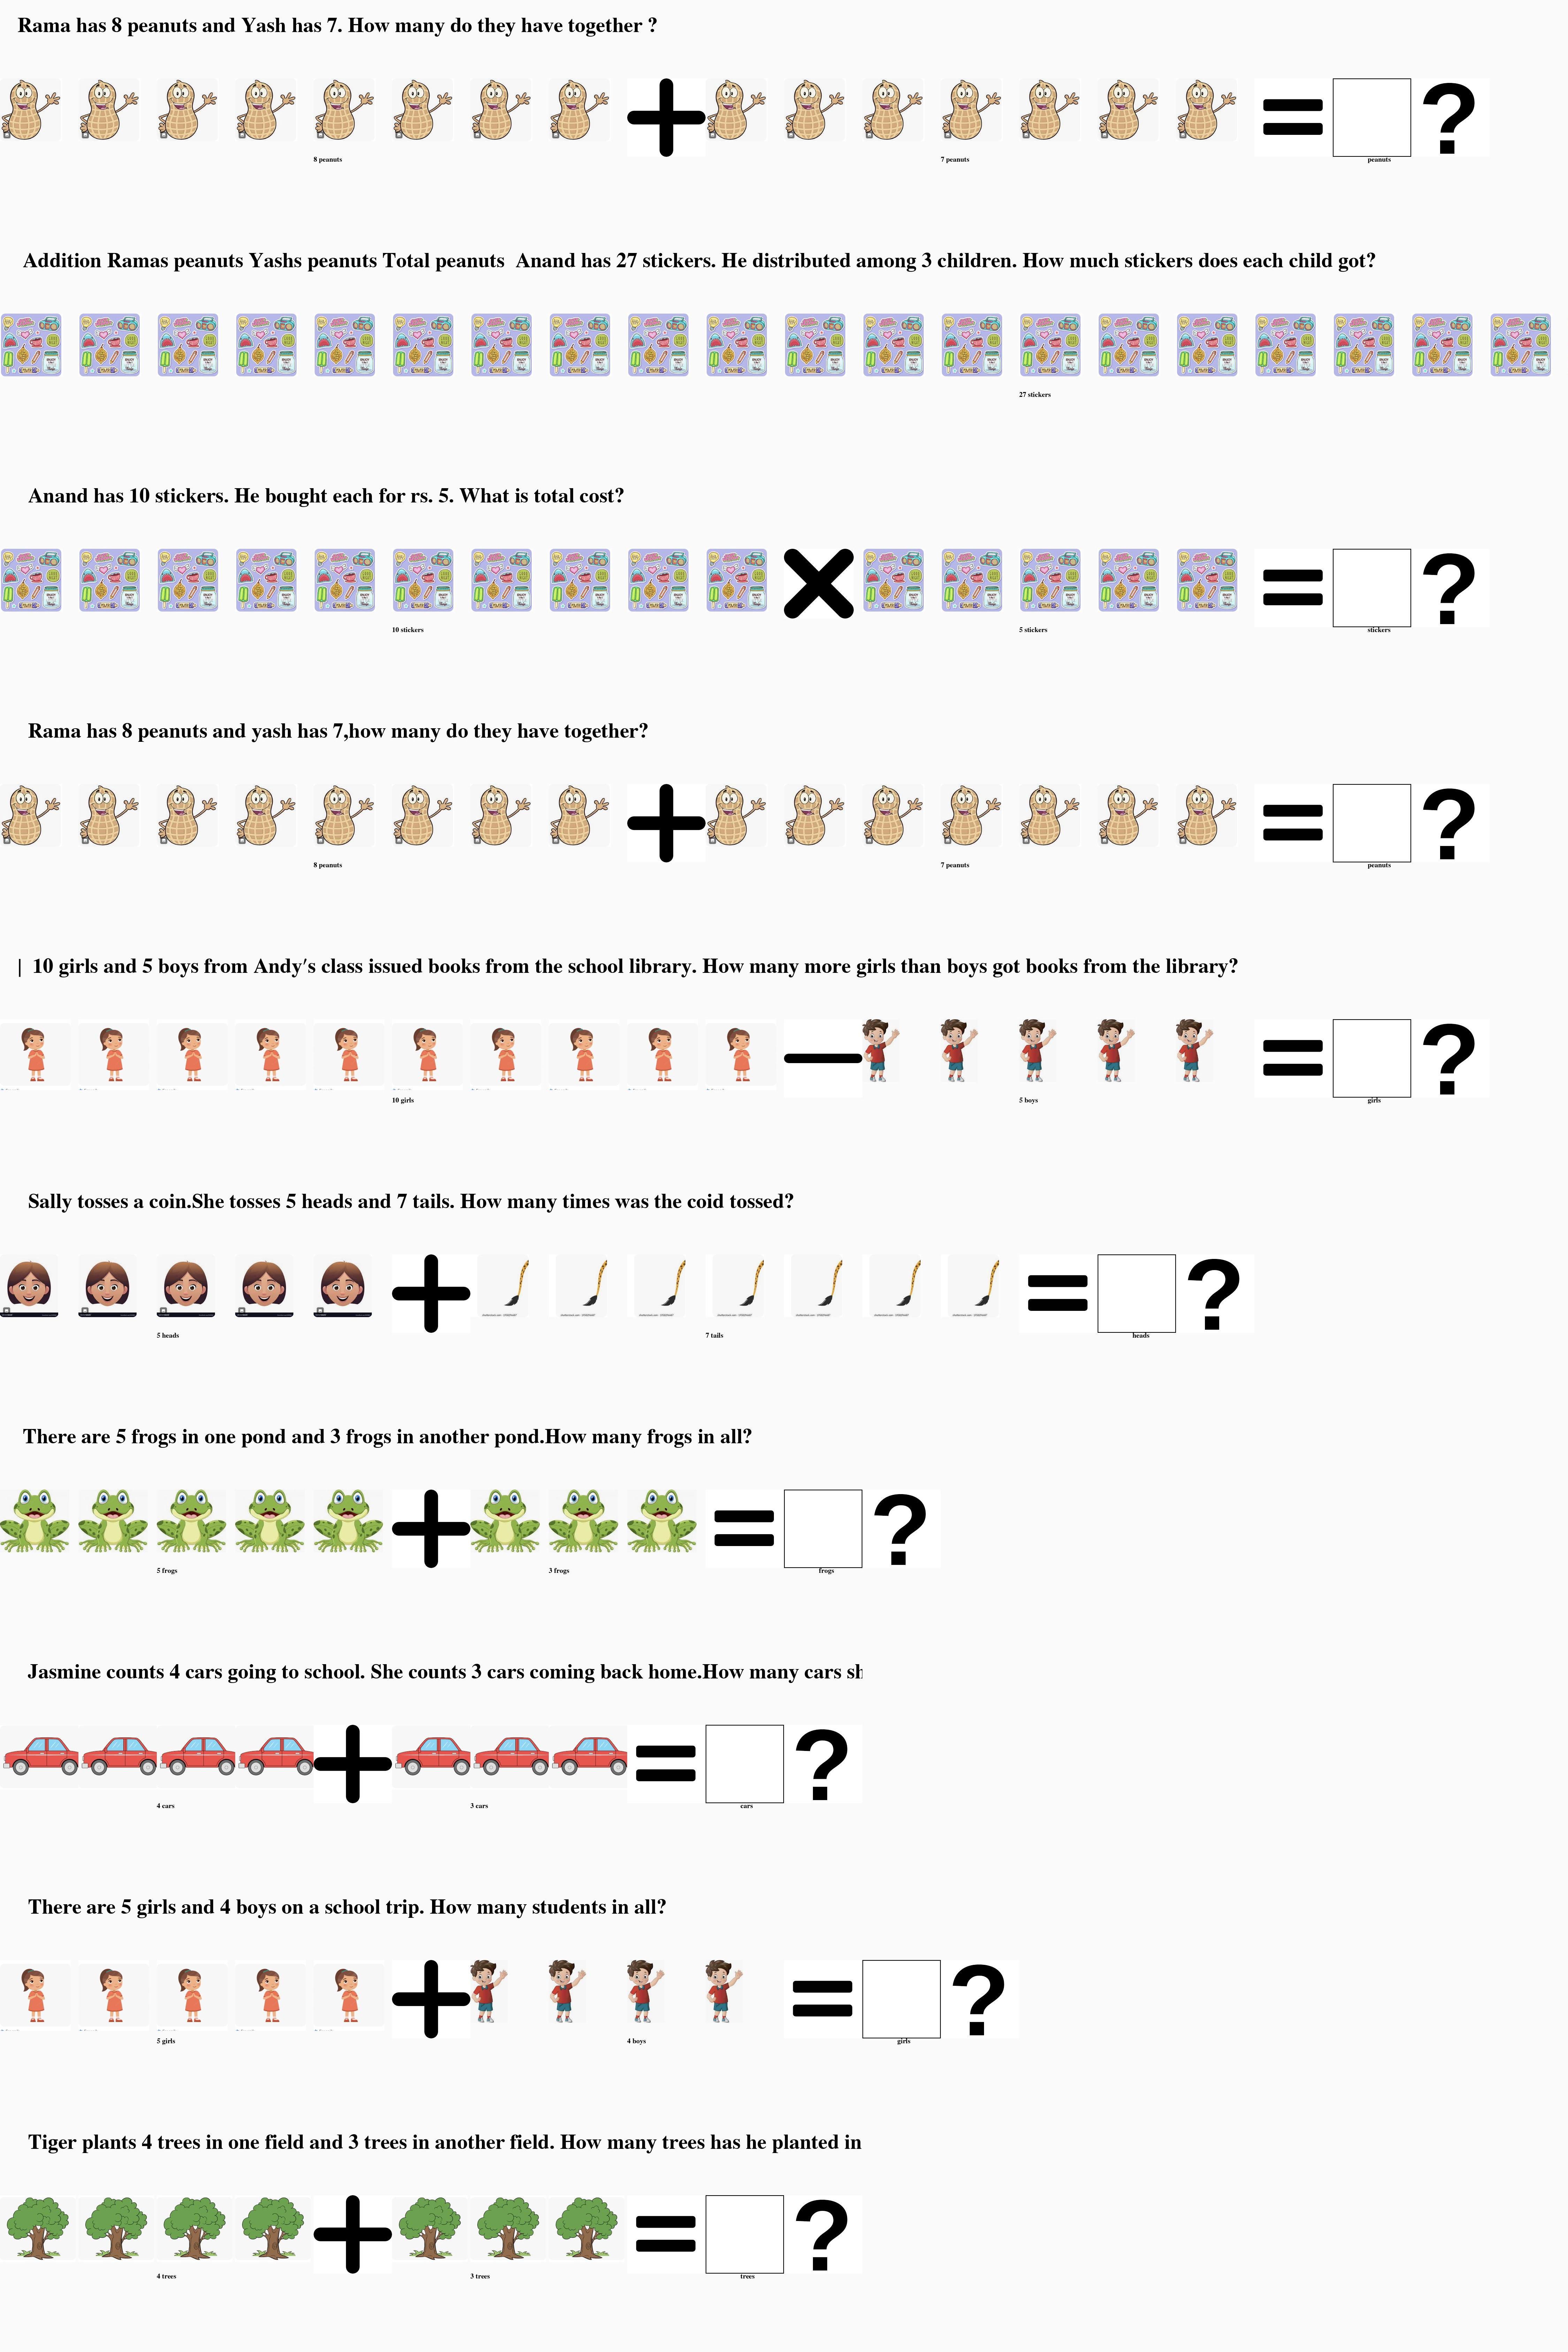 Rama has 8 peanuts and Yash has 7. How many do they have together ?
8 peanuts 7 peanuts peanuts
Addition Ramas peanuts Yashs peanuts Total peanuts Anand has 27 stickers. He distributed among 3 children. How much stickers does each child got?
27 stickers
Anand has 10 stickers. He bought each for rs. 5. What is total cost?
10 stickers 5 stickers stickers
Rama has 8 peanuts and yash has 7,how many do they have together?
8 peanuts 7 peanuts peanuts
| 10 girls and 5 boys from Andy's class issued books from the school library. How many more girls than boys got books from the library?
10 girls 5 boys girls
Sally tosses a coin.She tosses 5 heads and 7 tails. How many times was the coid tossed?
5 heads 7 tails heads
There are 5 frogs in one pond and 3 frogs in another pond.How many frogs in all?
5 frogs 3 frogs frogs
Jasmine counts 4 cars going to school. She counts 3 cars coming back home.How many cars
4 cars 3 cars cars
There are 5 girls and 4 boys on a school trip. How many students in all?
5 girls 4 boys girls
Tiger plants 4 trees in one field and 3 trees in another field. How many trees has he planted in
4 trees 3 trees trees